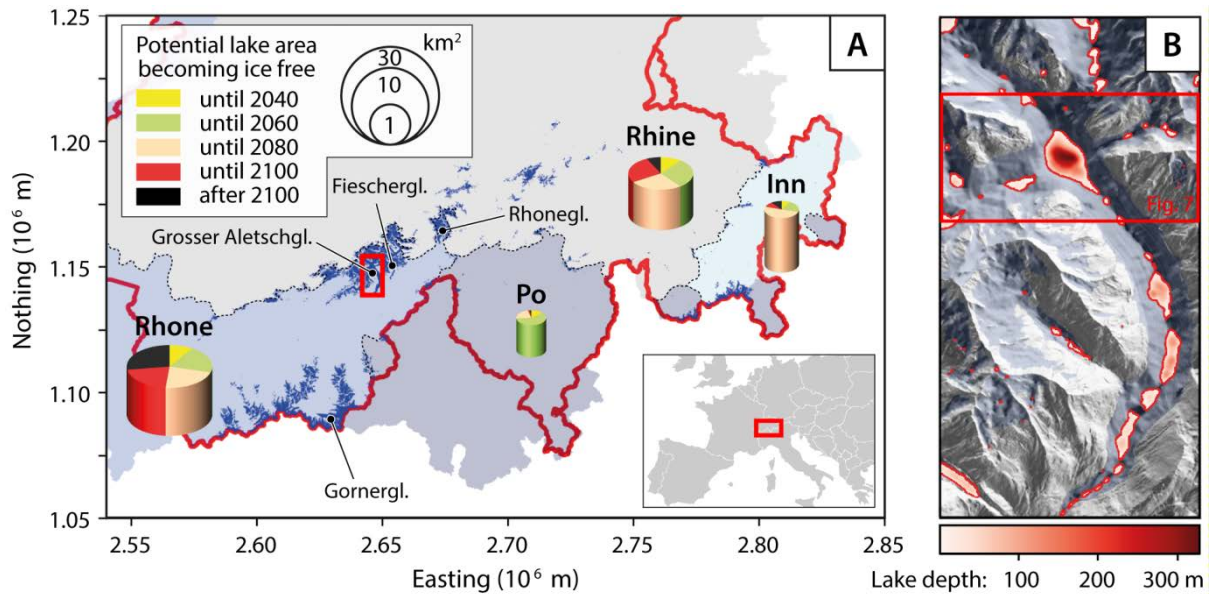 1.25
1.20
1.15
1.10
1.05
Nothing (10⁶ m)
Potential lake area
becoming ice free
until 2040
until 2060
until 2080
until 2100
after 2100
km²
30
10
1
A
Rhine
Inn
Fieschergl.
Rhonegl.
Grosser Aletschgl.
Po
Rhone
Gornergl.
2.55 2.60 2.65 2.70 2.75 2.80 2.85
Easting (10⁶ m)
B
Fig. 7
Lake depth: 100 200 300 m